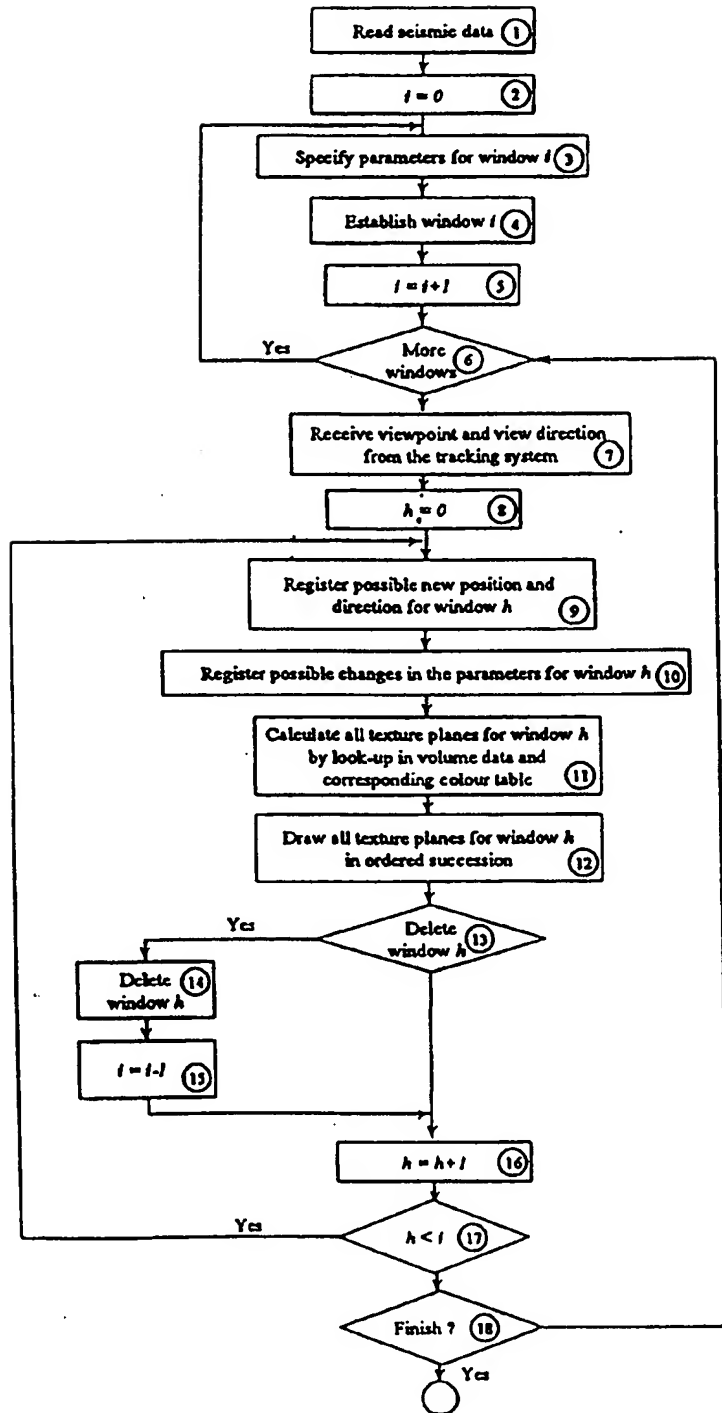 Read seismic data 1
i = 0 2
Specify parameters for window i 3
Establish window i 4
i = i+1 5
Yes
More
windows 6
Receive viewpoint and view direction
from the tracking system 7
h = 0 8
Register possible new position and
direction for window h
9
Register possible changes in the parameters for window h 10
Calculate all texture planes for window h
by look-up in volume data and
corresponding colour table 11
Draw all texture planes for window h
in ordered succession 12
Yes
Delete
window h 13
Delete
window h 14
i = i-1 15
h = h+1 16
Yes
h < i 17
Finish ? 18
Yes